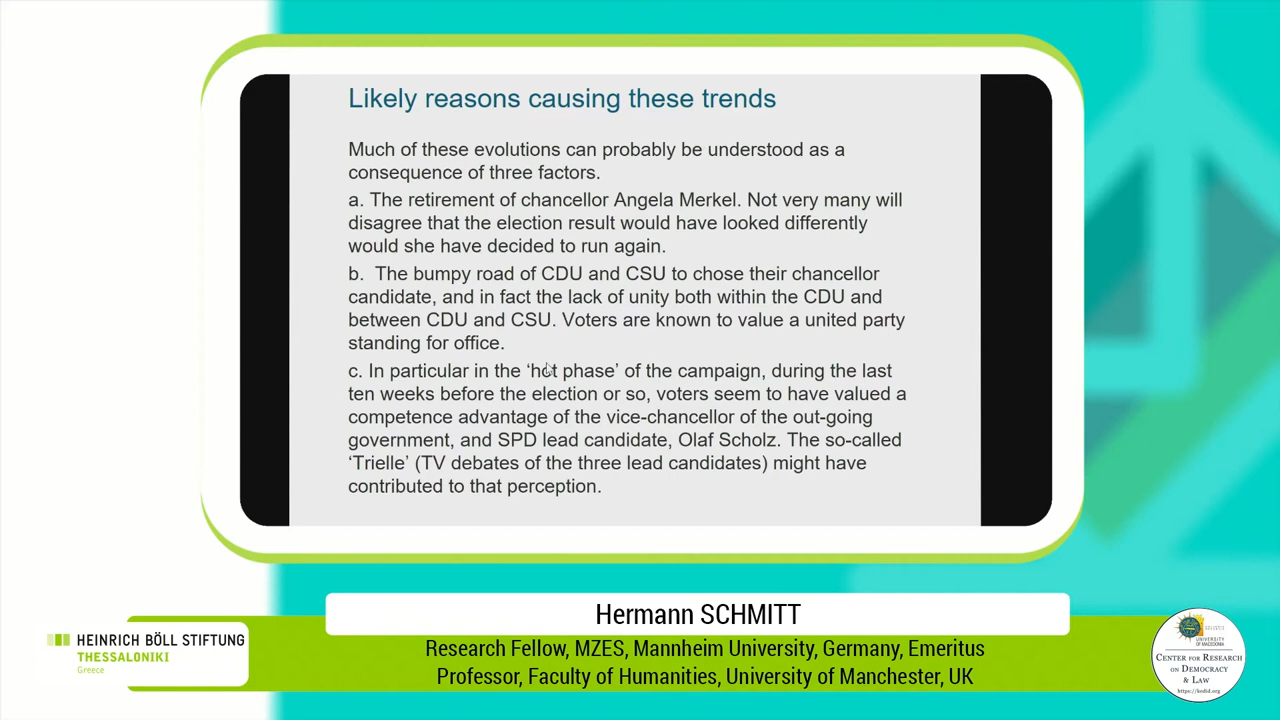 Likely reasons causing these trends
Much of these evolutions can probably be understood as a
consequence of three factors.
a. The retirement of chancellor Angela Merkel. Not very many will
disagree that the election result would have looked differently
would she have decided to run again.
b. The bumpy road of CDU and CSU to chose their chancellor
candidate, and in fact the lack of unity both within the CDU and
between CDU and CSU. Voters are known to value a united party
standing for office.
c. In particular in the ‘hot phase’ of the campaign, during the last
ten weeks before the election or so, voters seem to have valued a
competence advantage of the vice-chancellor of the out-going
government, and SPD lead candidate, Olaf Scholz. The so-called
‘Trielle’ (TV debates of the three lead candidates) might have
contributed to that perception.
Hermann SCHMITT
Research Fellow, MZES, Mannheim University, Germany, Emeritus
Professor, Faculty of Humanities, University of Manchester, UK
HEINRICH BÖLL STIFTUNG
THESSALONIKI
Greece
UNIVERSITY
OF MACEDONIA
CENTER FOR RESEARCH
ON DEMOCRACY
& LAW
https://kedid.org